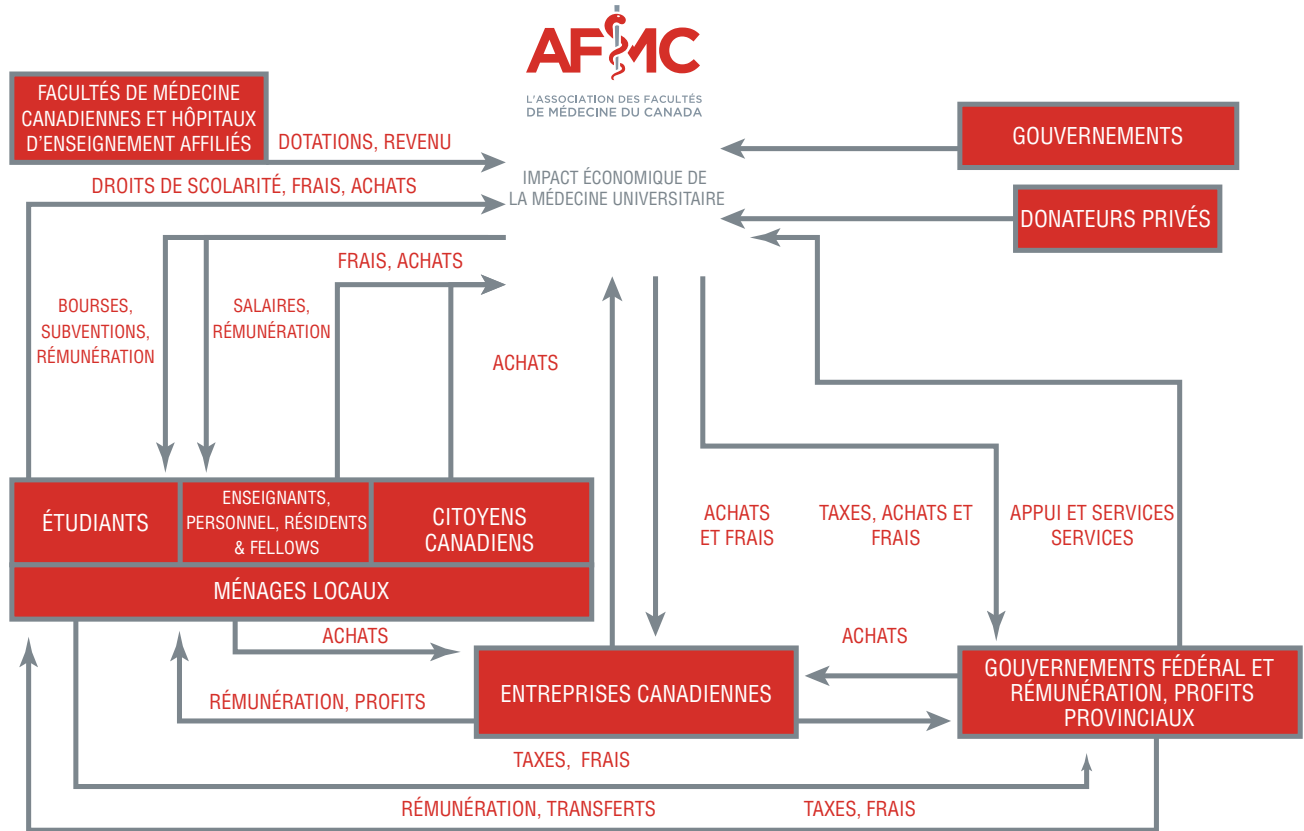 AFMC
L'ASSOCIATION DES FACULTÉS
DE MÉDECINE DU CANADA
FACULTÉS DE MÉDECINE
CANADIENNES ET HÔPITAUX
D'ENSEIGNEMENT AFFILIÉS
DOTATIONS, REVENU
GOUVERNEMENTS
DROITS DE SCOLARITÉ, FRAIS, ACHATS
IMPACT ÉCONOMIQUE DE
LA MÉDECINE UNIVERSITAIRE
DONATEURS PRIVÉS
FRAIS, ACHATS
BOURSES,
SUBVENTIONS,
RÉMUNÉRATION
SALAIRES,
RÉMUNÉRATION
ACHATS
ÉTUDIANTS
ENSEIGNANTS,
PERSONNEL, RÉSIDENTS
& FELLOWS
CITOYENS
CANADIENS
MÉNAGES LOCAUX
ACHATS
ET FRAIS
TAXES, ACHATS ET
FRAIS
APPUI ET SERVICES
SERVICES
ACHATS
ACHATS
RÉMUNÉRATION, PROFITS
ENTREPRISES CANADIENNES
GOUVERNEMENTS FÉDÉRAL ET
RÉMUNÉRATION, PROFITS
PROVINCIAUX
TAXES, FRAIS
RÉMUNÉRATION, TRANSFERTS
TAXES, FRAIS